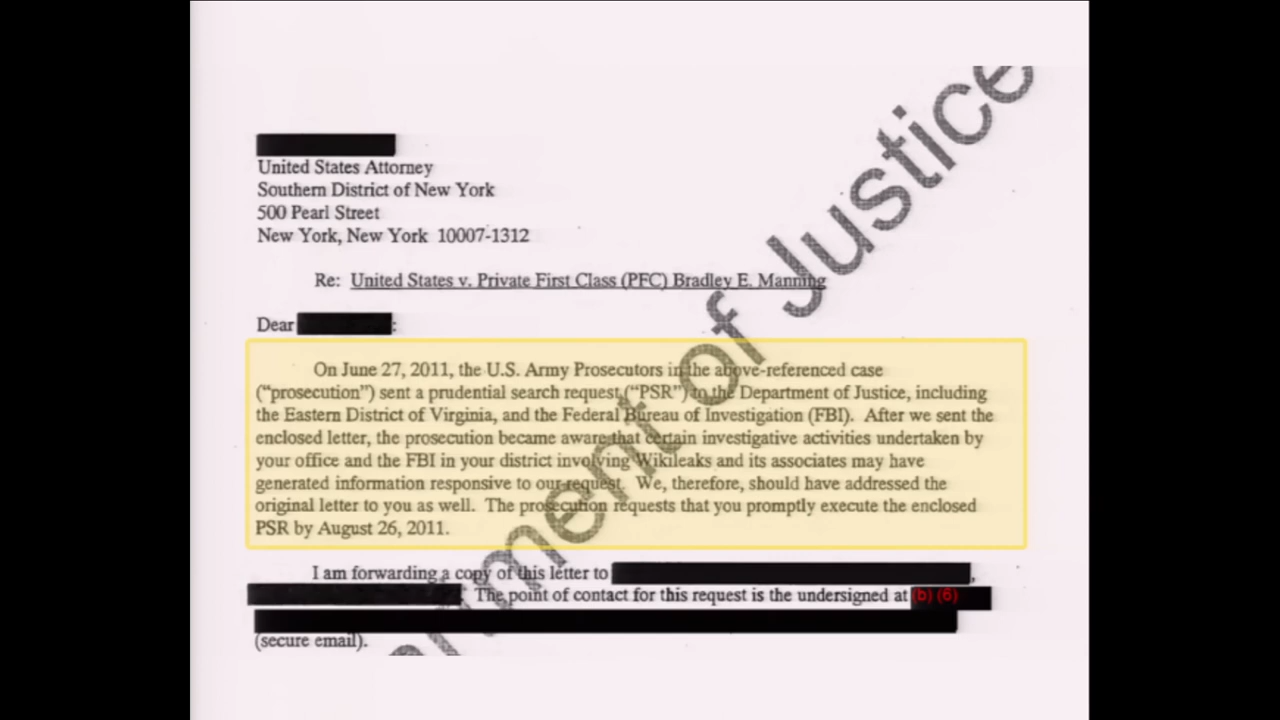 United States Attorney
Southern District of New York
500 Pearl Street
New York, New York 10007-1312
Re: United States v. Private First Class (PFC) Bradley E. Manning
Dear :
On June 27, 2011, the U.S. Army Prosecutors in the above-referenced case
("prosecution") sent a prudential search request ("PSR") to the Department of Justice, including
the Eastern District of Virginia, and the Federal Bureau of Investigation (FBI). After we sent the
enclosed letter, the prosecution became aware that certain investigative activities undertaken by
your office and the FBI in your district involving Wikileaks and its associates may have
generated information responsive to our request. We, therefore, should have addressed the
original letter to you as well. The prosecution requests that you promptly execute the enclosed
PSR by August 26, 2011.
I am forwarding a copy of this letter to ,
The point of contact for this request is the undersigned at (b) (6)
(secure email).
artment of Justice